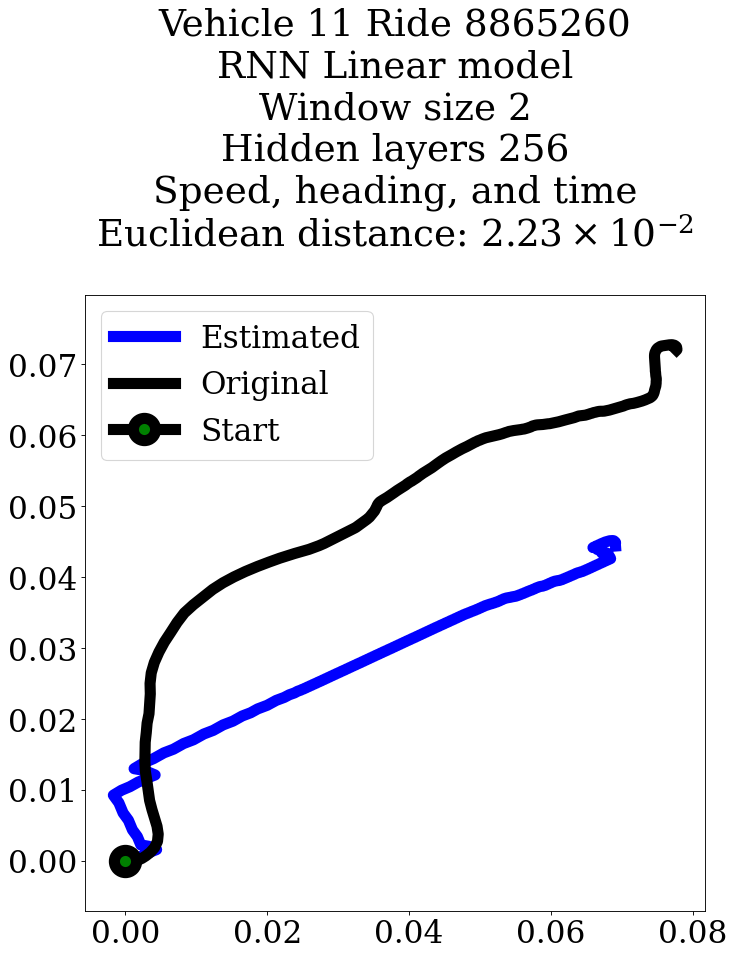 Vehicle 11 Ride 8865260
RNN Linear model
Window size 2
Hidden layers 256
Speed, heading, and time
Euclidean distance: 2.23 × 10⁻²
Estimated
Original
Start
0.07
0.06
0.05
0.04
0.03
0.02
0.01
0.00
0.00 0.02 0.04 0.06 0.08